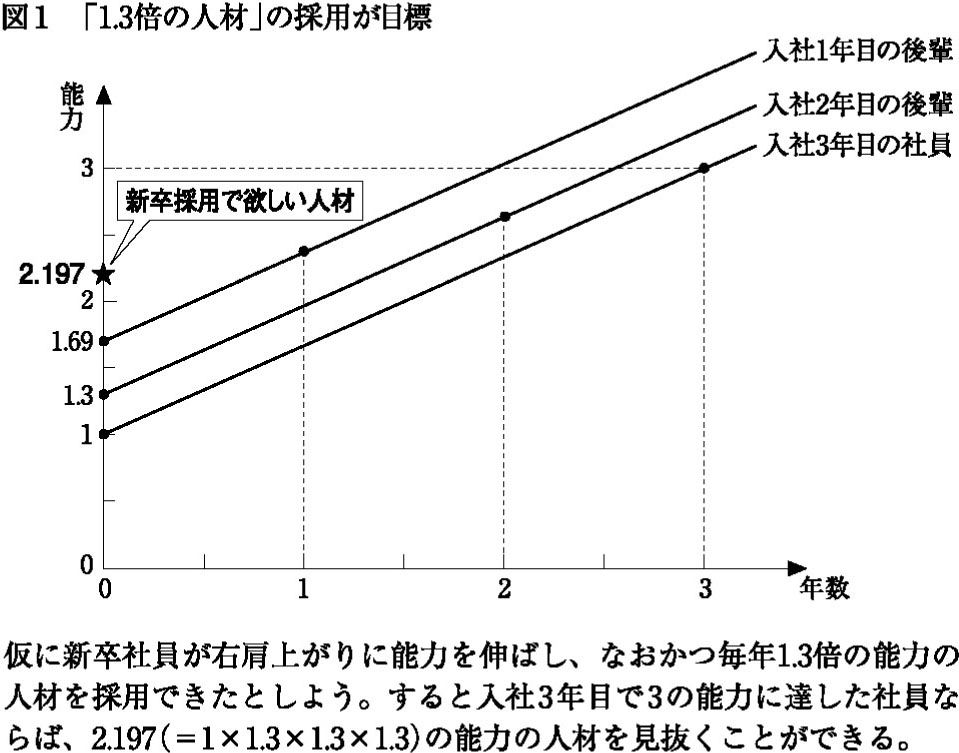 図1 「1.3倍の人材」の採用が目標
能力
入社1年目の後輩
入社2年目の後輩
入社3年目の社員
3
新卒採用で欲しい人材
2.197
2
1.69
1.3
1
0
0 1 2 3 年数
仮に新卒社員が右肩上がりに能力を伸ばし、なおかつ毎年1.3倍の能力の
人材を採用できたとしよう。すると入社3年目で3の能力に達した社員な
らば、2.197(=1×1.3×1.3×1.3)の能力の人材を見抜くことができる。